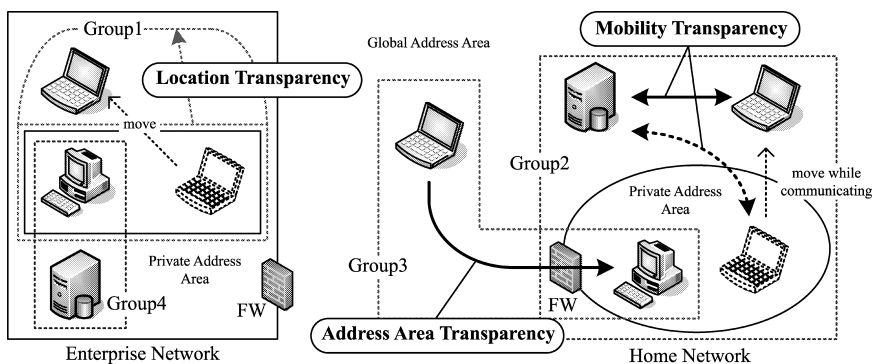 Group1
Location Transparency
move
Private Address
Area
Group4
FW
Enterprise Network
Global Address Area
Mobility Transparency
Group2
Private Address
Area
move while
communicating
Group3
FW
Address Area Transparency
Home Network